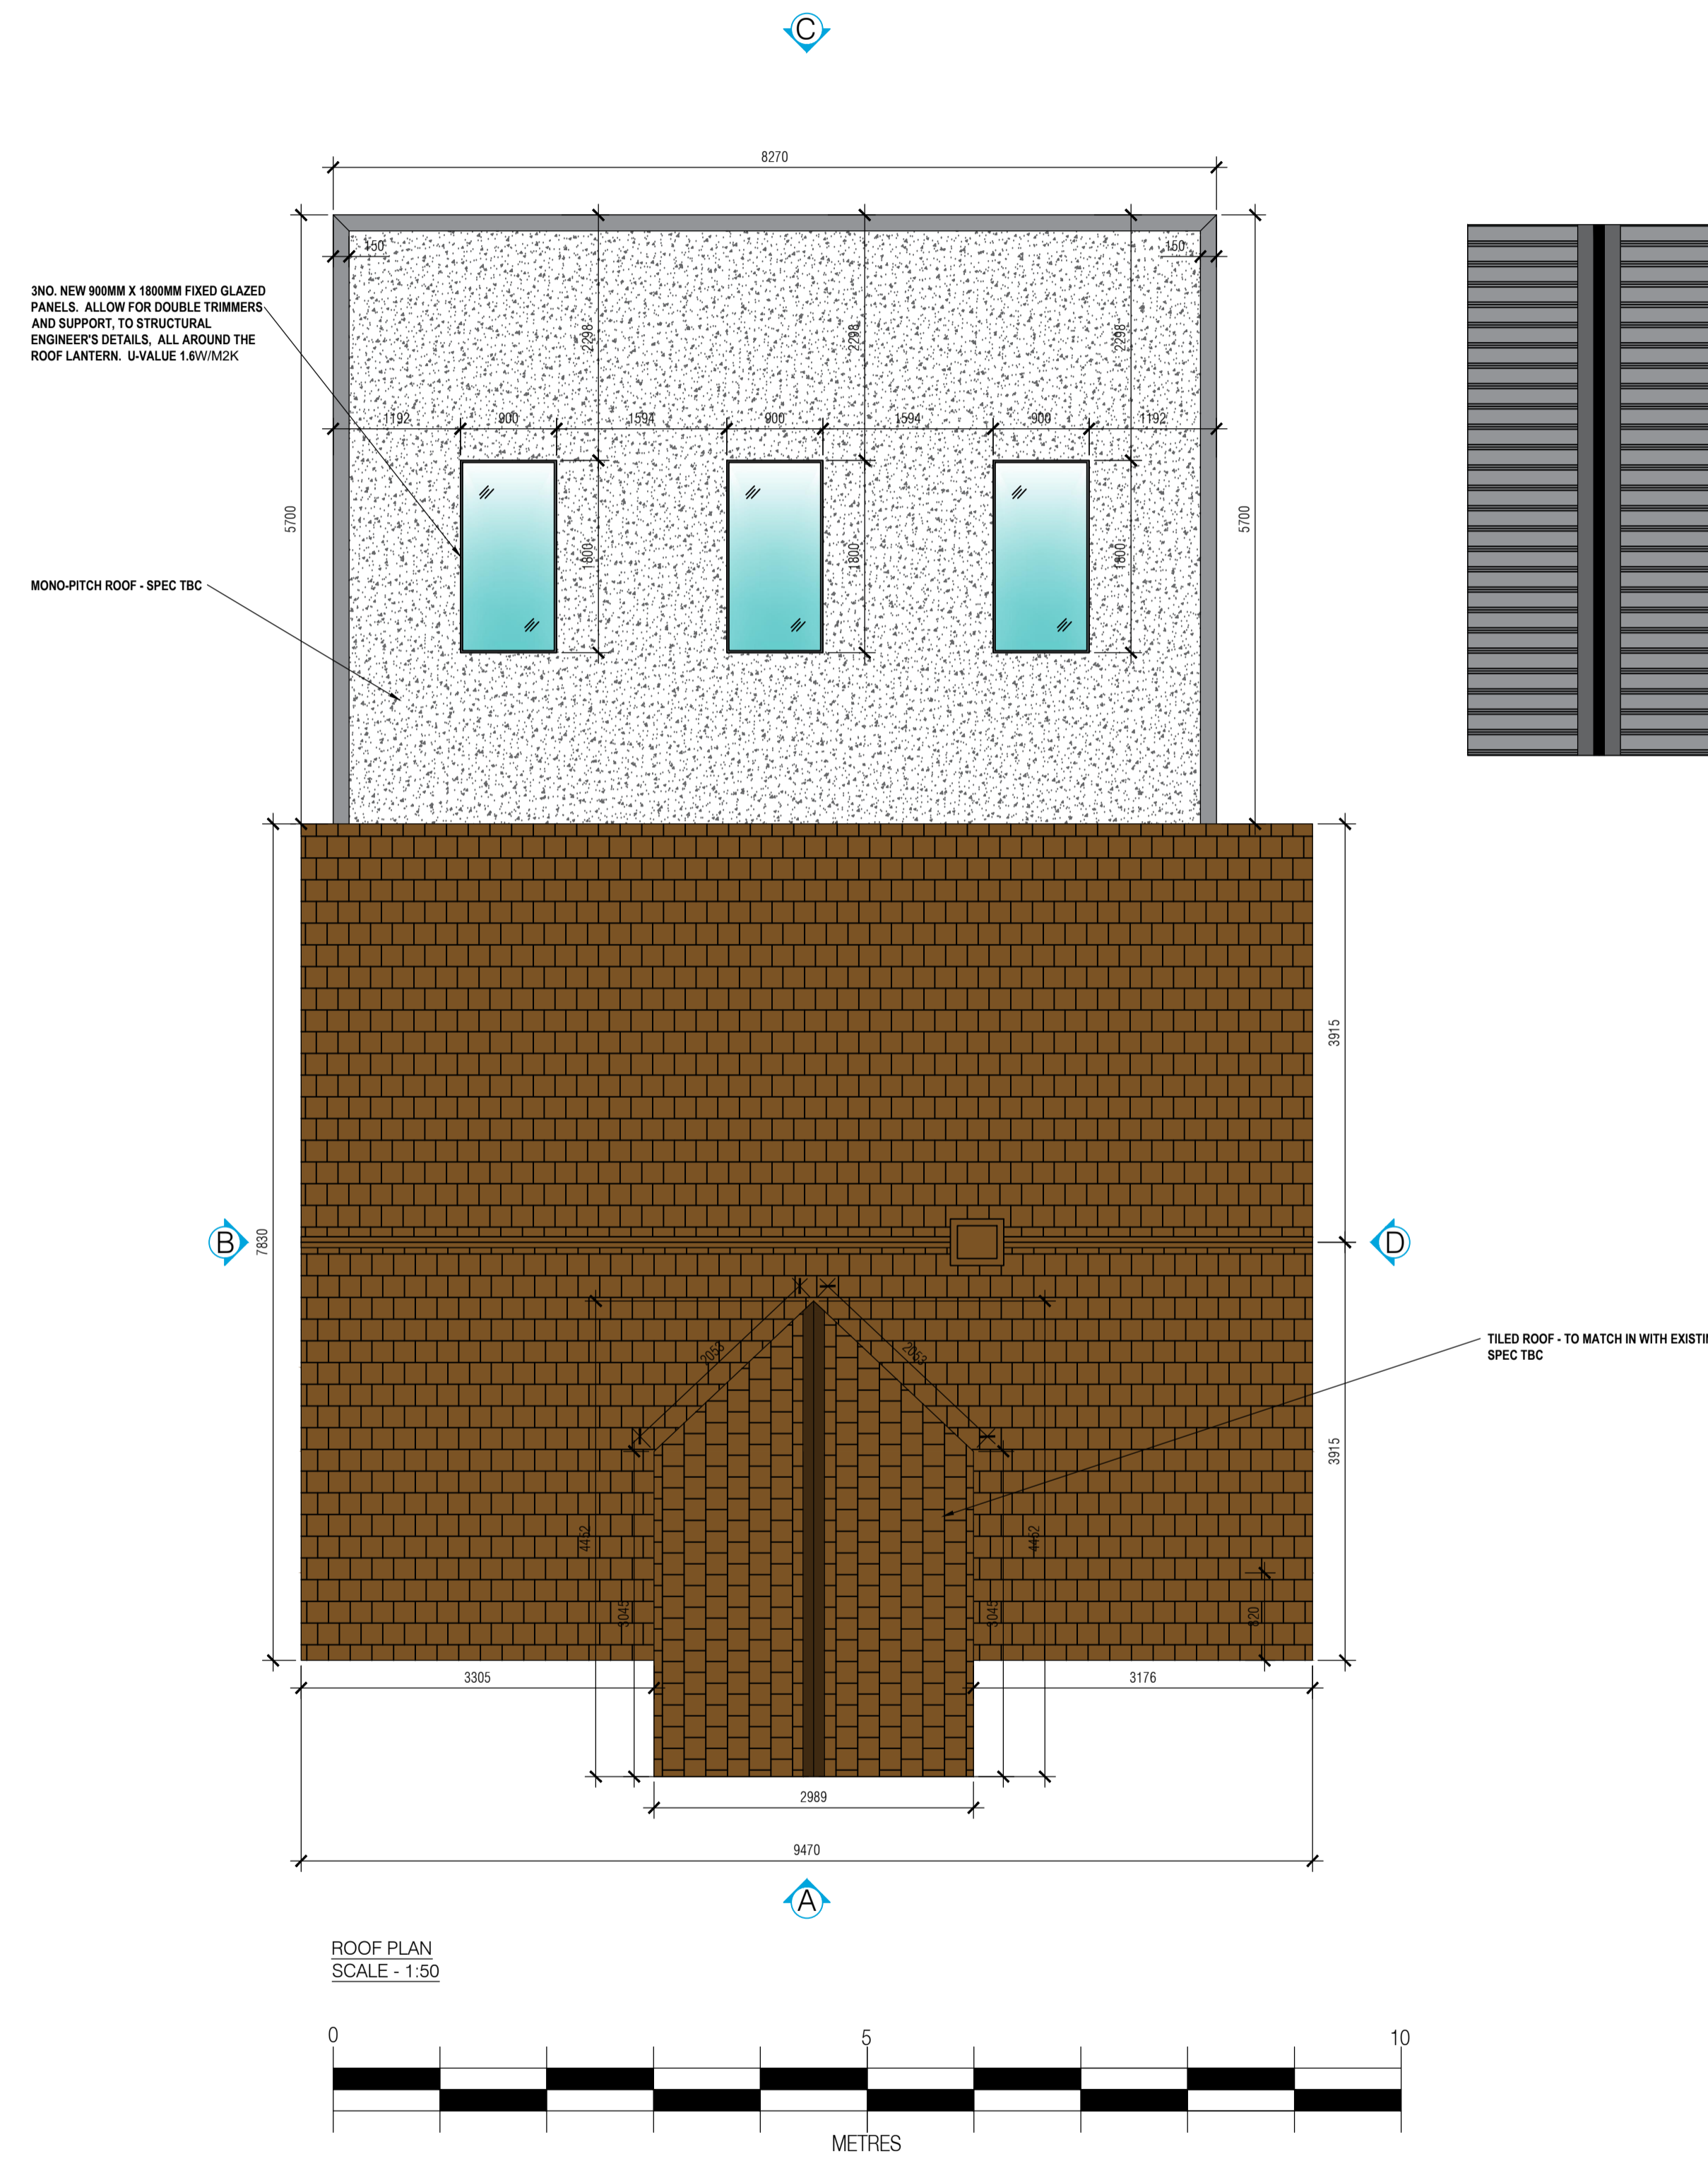 C
8270
150
150
3NO. NEW 900MM X 1800MM FIXED GLAZED
PANELS. ALLOW FOR DOUBLE TRIMMERS
AND SUPPORT, TO STRUCTURAL
ENGINEER'S DETAILS, ALL AROUND THE
ROOF LANTERN. U-VALUE 1.6W/M2K
2298
2298
2298
1192
900
1594
900
1594
900
1192
5700
5700
1800
1800
1800
MONO-PITCH ROOF - SPEC TBC
3915
B
7830
D
TILED ROOF - TO MATCH IN WITH EXISTI
SPEC TBC
2053
2053
3915
4452
4452
3045
3045
820
3305
3176
2989
9470
A
ROOF PLAN
SCALE - 1:50
0
5
10
METRES